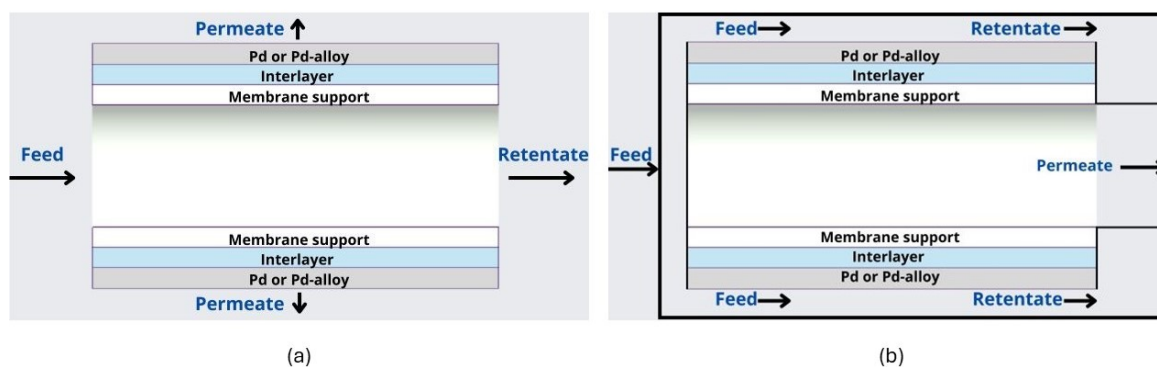 Permeate
Pd or Pd-alloy
Interlayer
Membrane support
Feed
Retentate
Membrane support
Interlayer
Pd or Pd-alloy
Permeate
(a)
Feed
Retentate
Pd or Pd-alloy
Interlayer
Membrane support
Feed
Permeate
Membrane support
Interlayer
Pd or Pd-alloy
Feed
Retentate
(b)